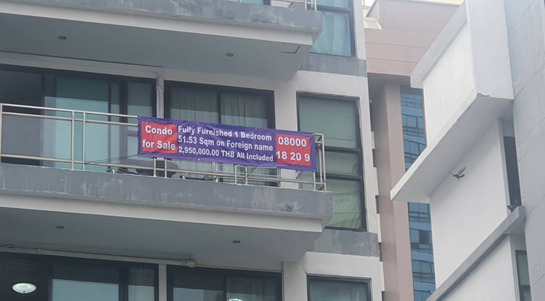 Condo for Sale
Fully Furnished 1 Bedroom
51.53 Sqm on Foreign name
2,950,000.00 THB All Included
08000
18 20 9